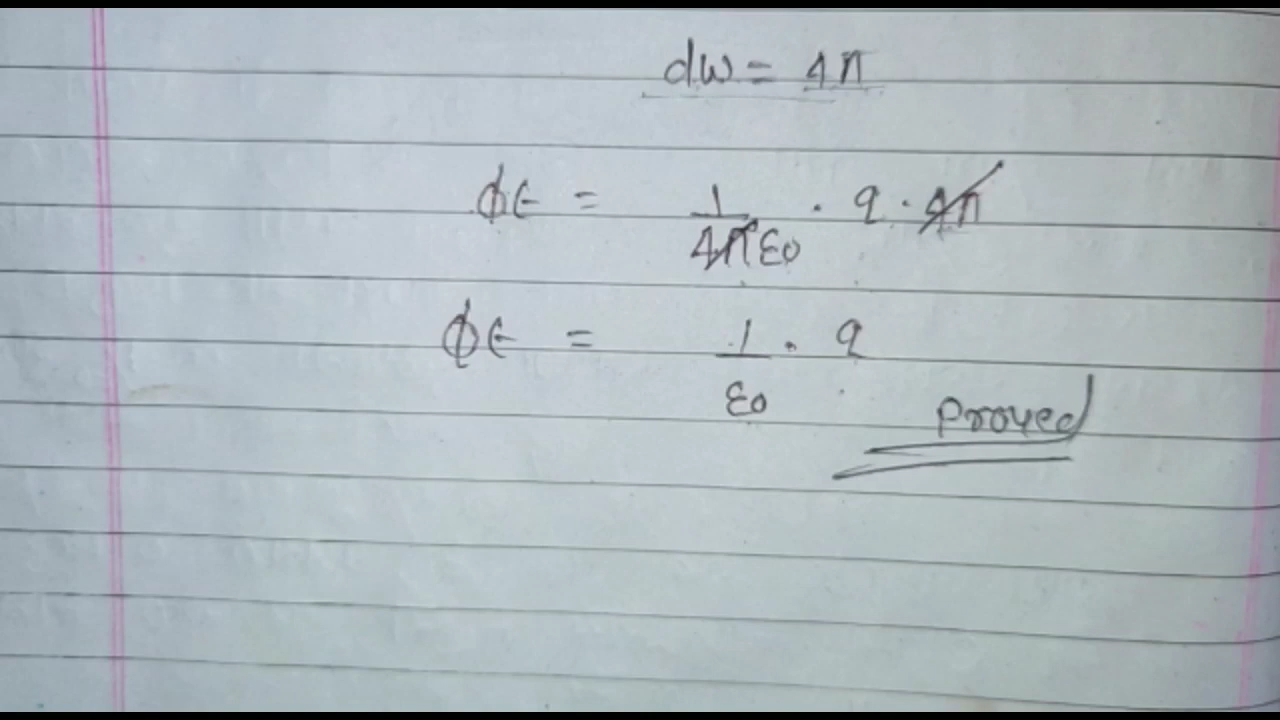 dw = 4π
ϕE = 1/4πε0 · q · 4π
ϕE = 1/ε0 · q
Proved